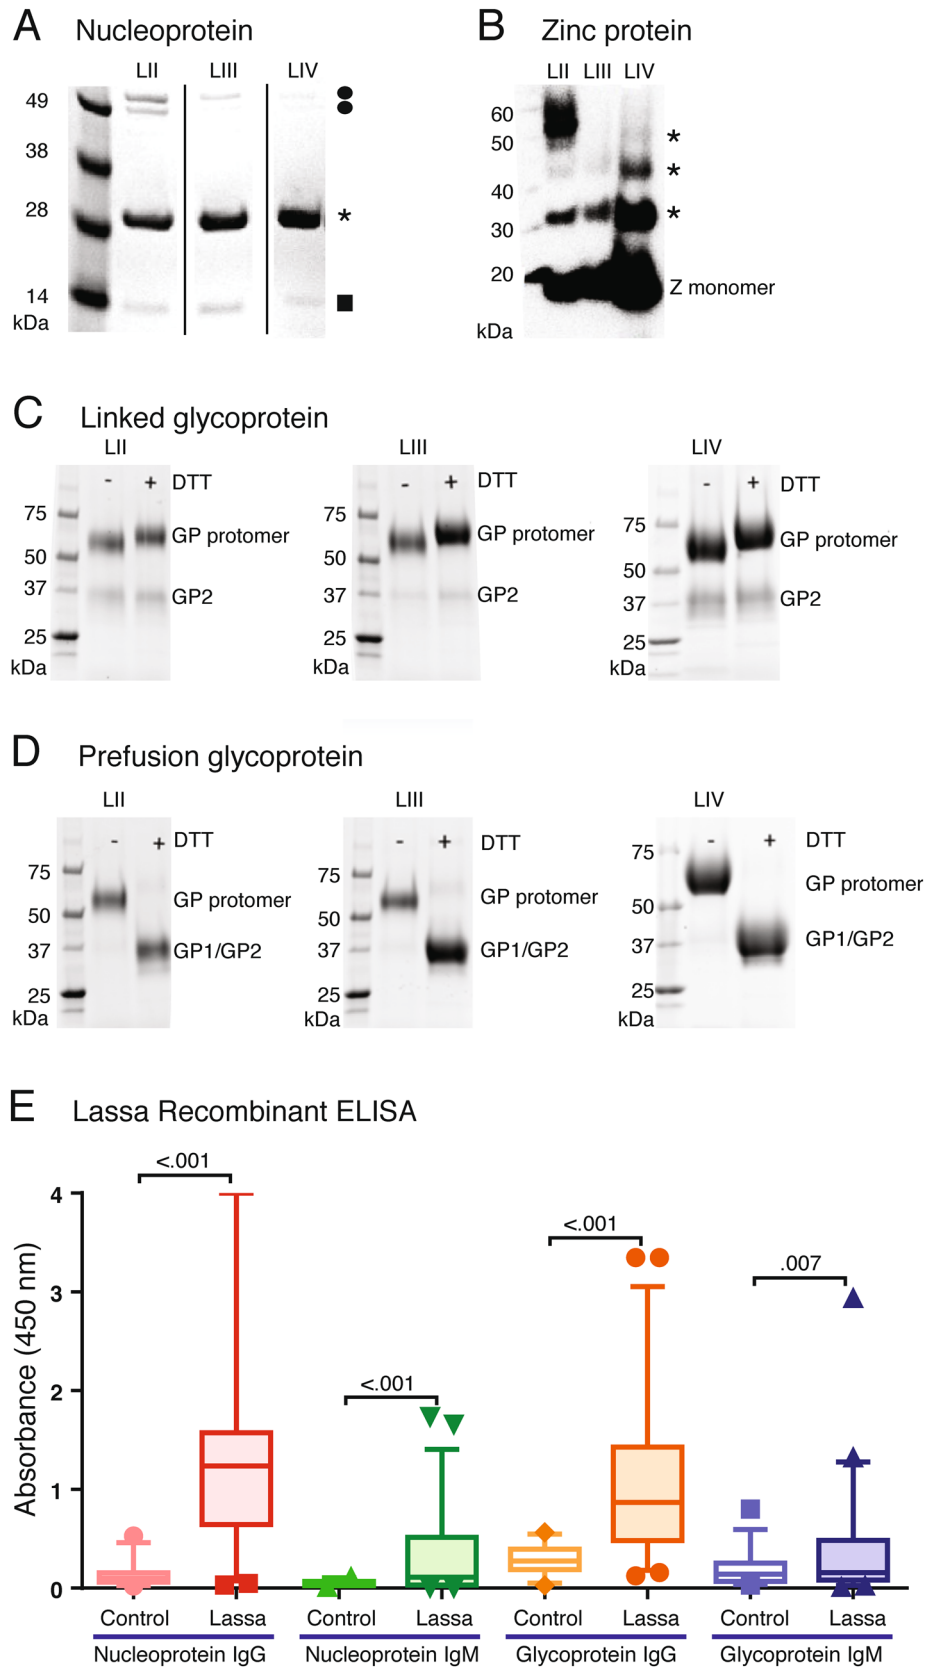 A Nucleoprotein
LII LIII LIV
49
38
28
*
14
kDa
B Zinc protein
LII LIII LIV
60
50
*
*
40
*
30
20
Z monomer
kDa
C Linked glycoprotein
LII
- + DTT
75
GP protomer
50
37
GP2
25
kDa
LIII
- + DTT
75
GP protomer
50
37
GP2
25
kDa
LIV
- + DTT
75
GP protomer
50
37
GP2
25
kDa
D Prefusion glycoprotein
LII
- + DTT
75
GP protomer
50
37
GP1/GP2
25
kDa
LIII
- + DTT
75
GP protomer
50
37
GP1/GP2
25
kDa
LIV
- + DTT
75
GP protomer
50
37
GP1/GP2
25
kDa
E Lassa Recombinant ELISA
Absorbance (450 nm)
4
3
2
1
0
<.001
<.001
<.001
.007
Control Lassa Control Lassa Control Lassa Control Lassa
Nucleoprotein IgG Nucleoprotein IgM Glycoprotein IgG Glycoprotein IgM